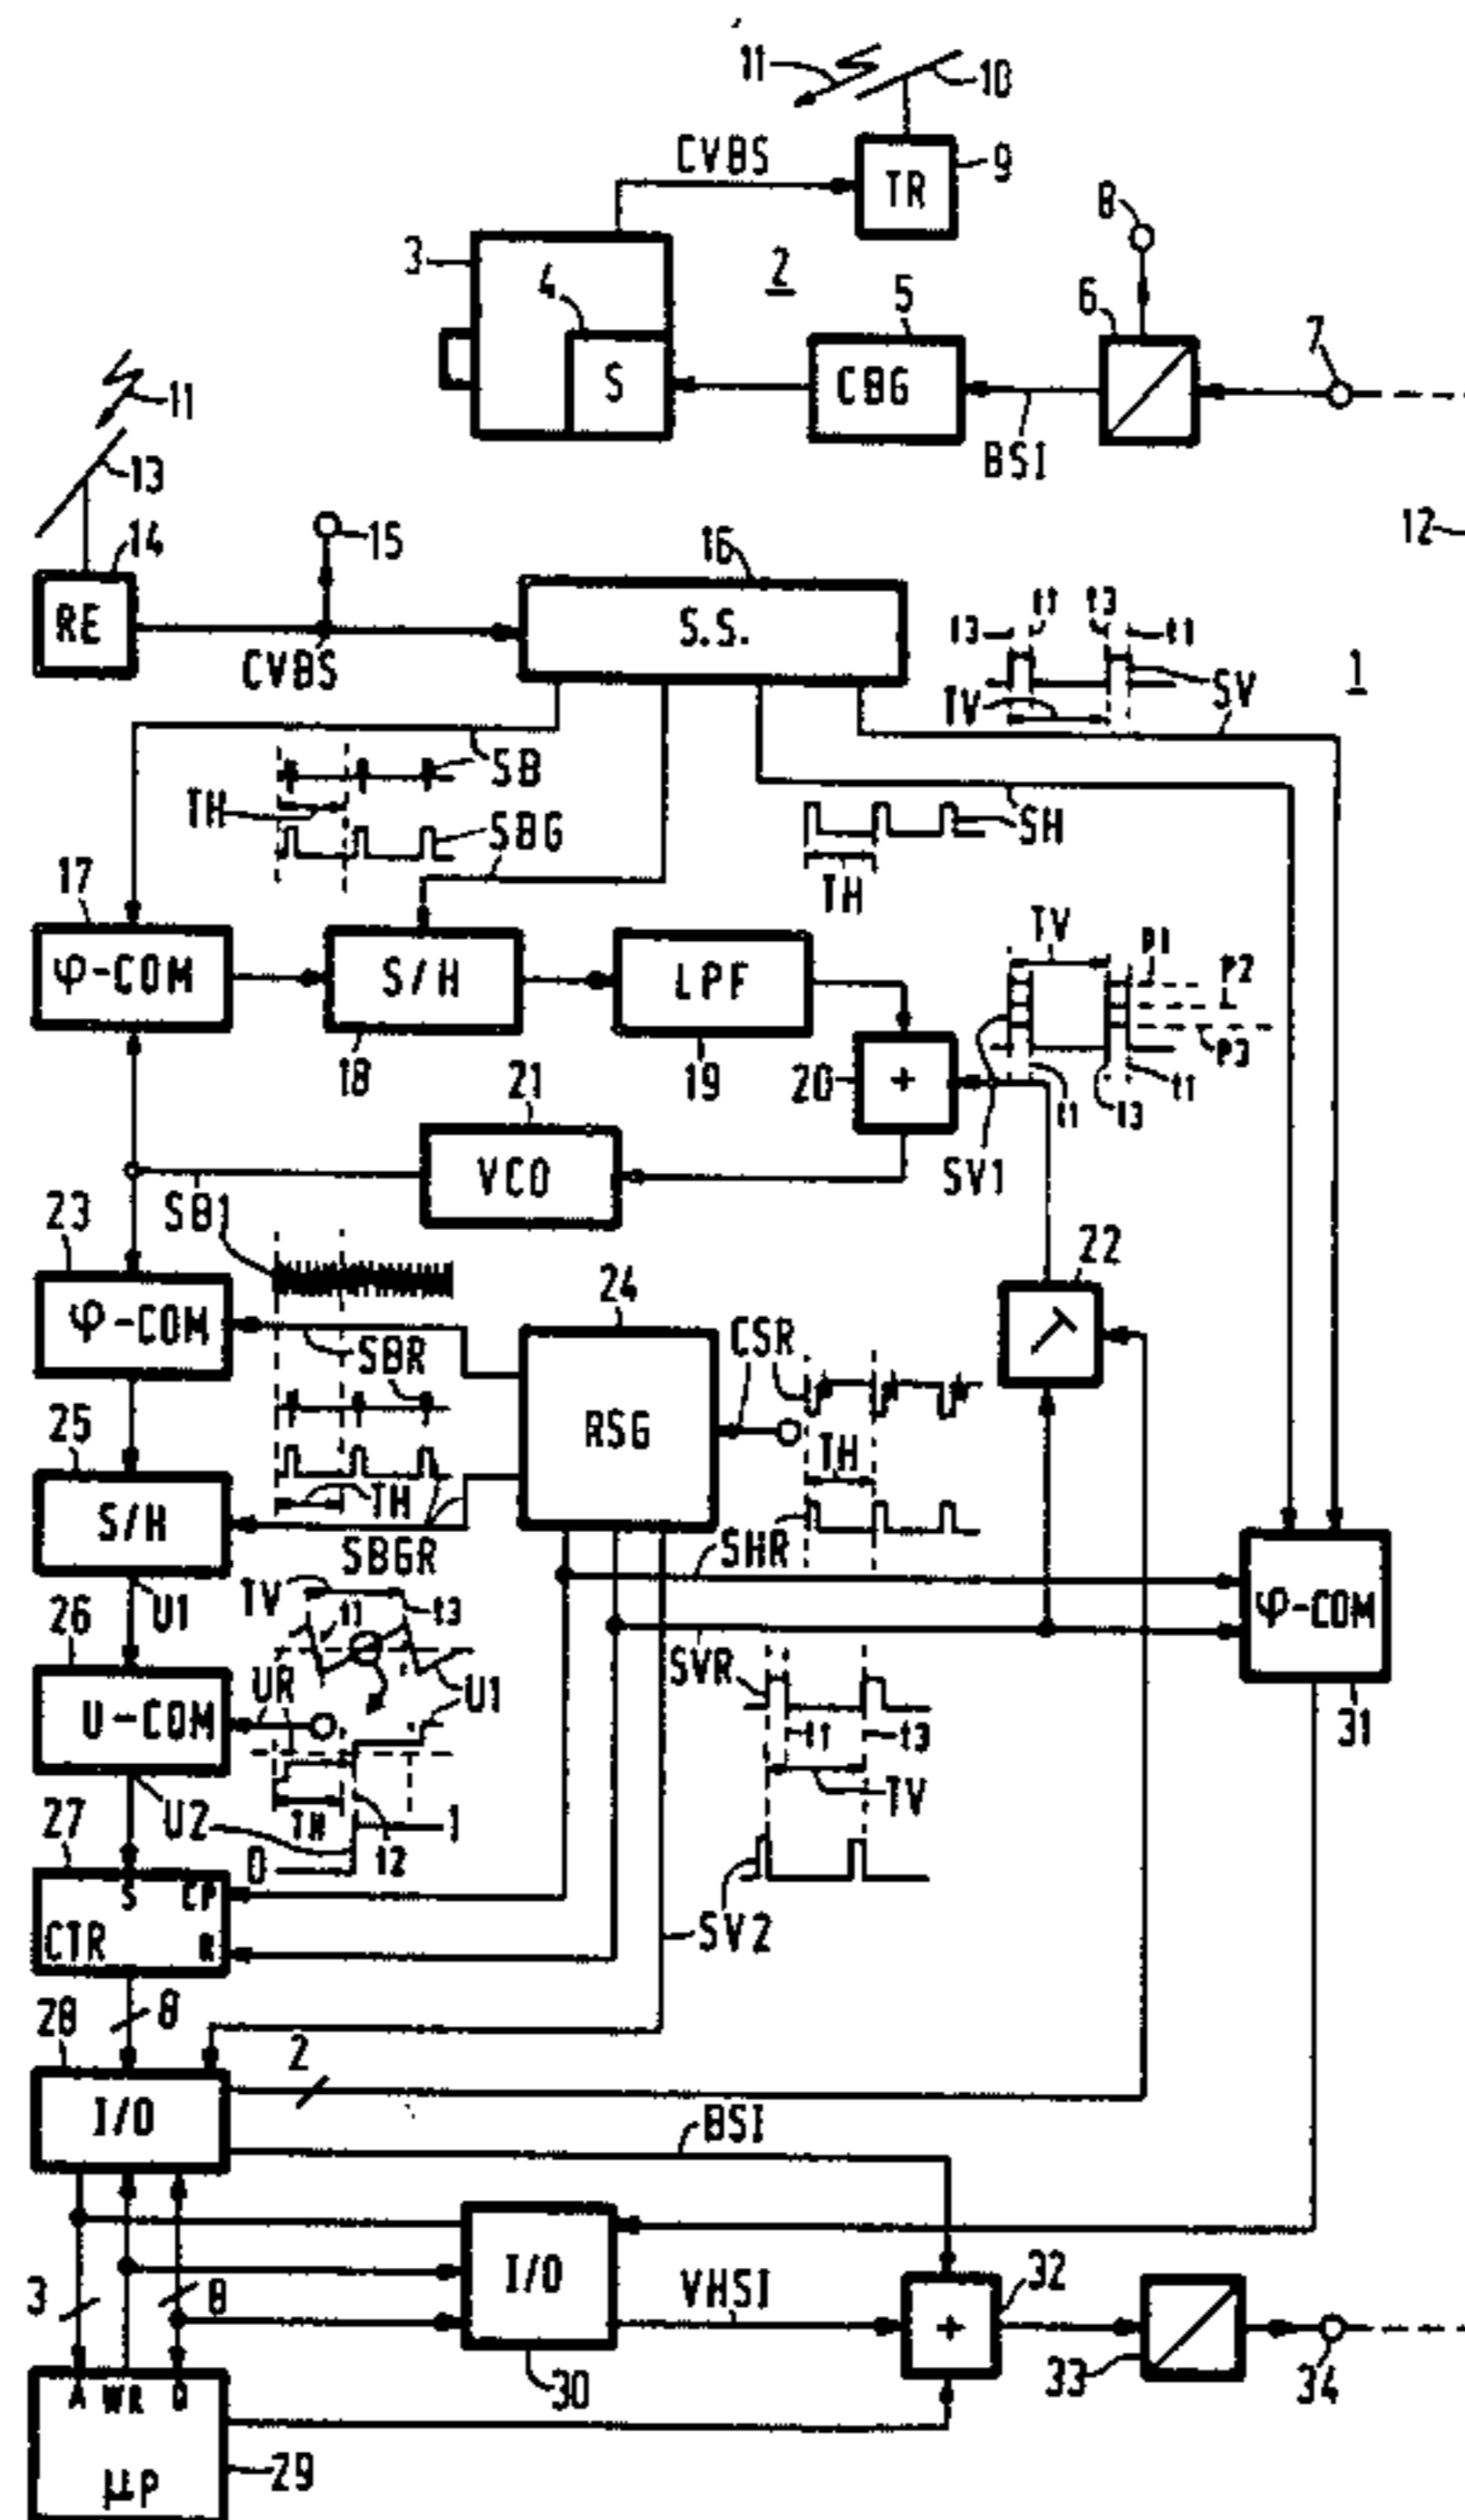 11
10
CVBS
TR
9
8
3
4
2
5
6
7
S
CBG
BSI
11
13
12
14
15
16
RE
S.S.
CVBS
t3
t1
t3
t1
SV
TV
1
SB
TH
SBG
SH
TH
17
φ-COM
S/H
LPF
18
19
TV
P1
P2
P3
20
+
t1
t3
t1
SV1
21
VCO
23
SB1
22
φ-COM
24
SBR
CSR
RSG
25
TH
TH
S/H
SBGR
SHR
TV
t1
t3
26
U1
φ-COM
31
SVR
UR
U1
U-COM
t1
t3
TV
27
U2
TH
1
0
t2
S
CP
CTR
R
SV2
28
8
2
I/O
BSI
I/O
VHSI
32
+
3
8
33
34
30
A WR D
29
μP